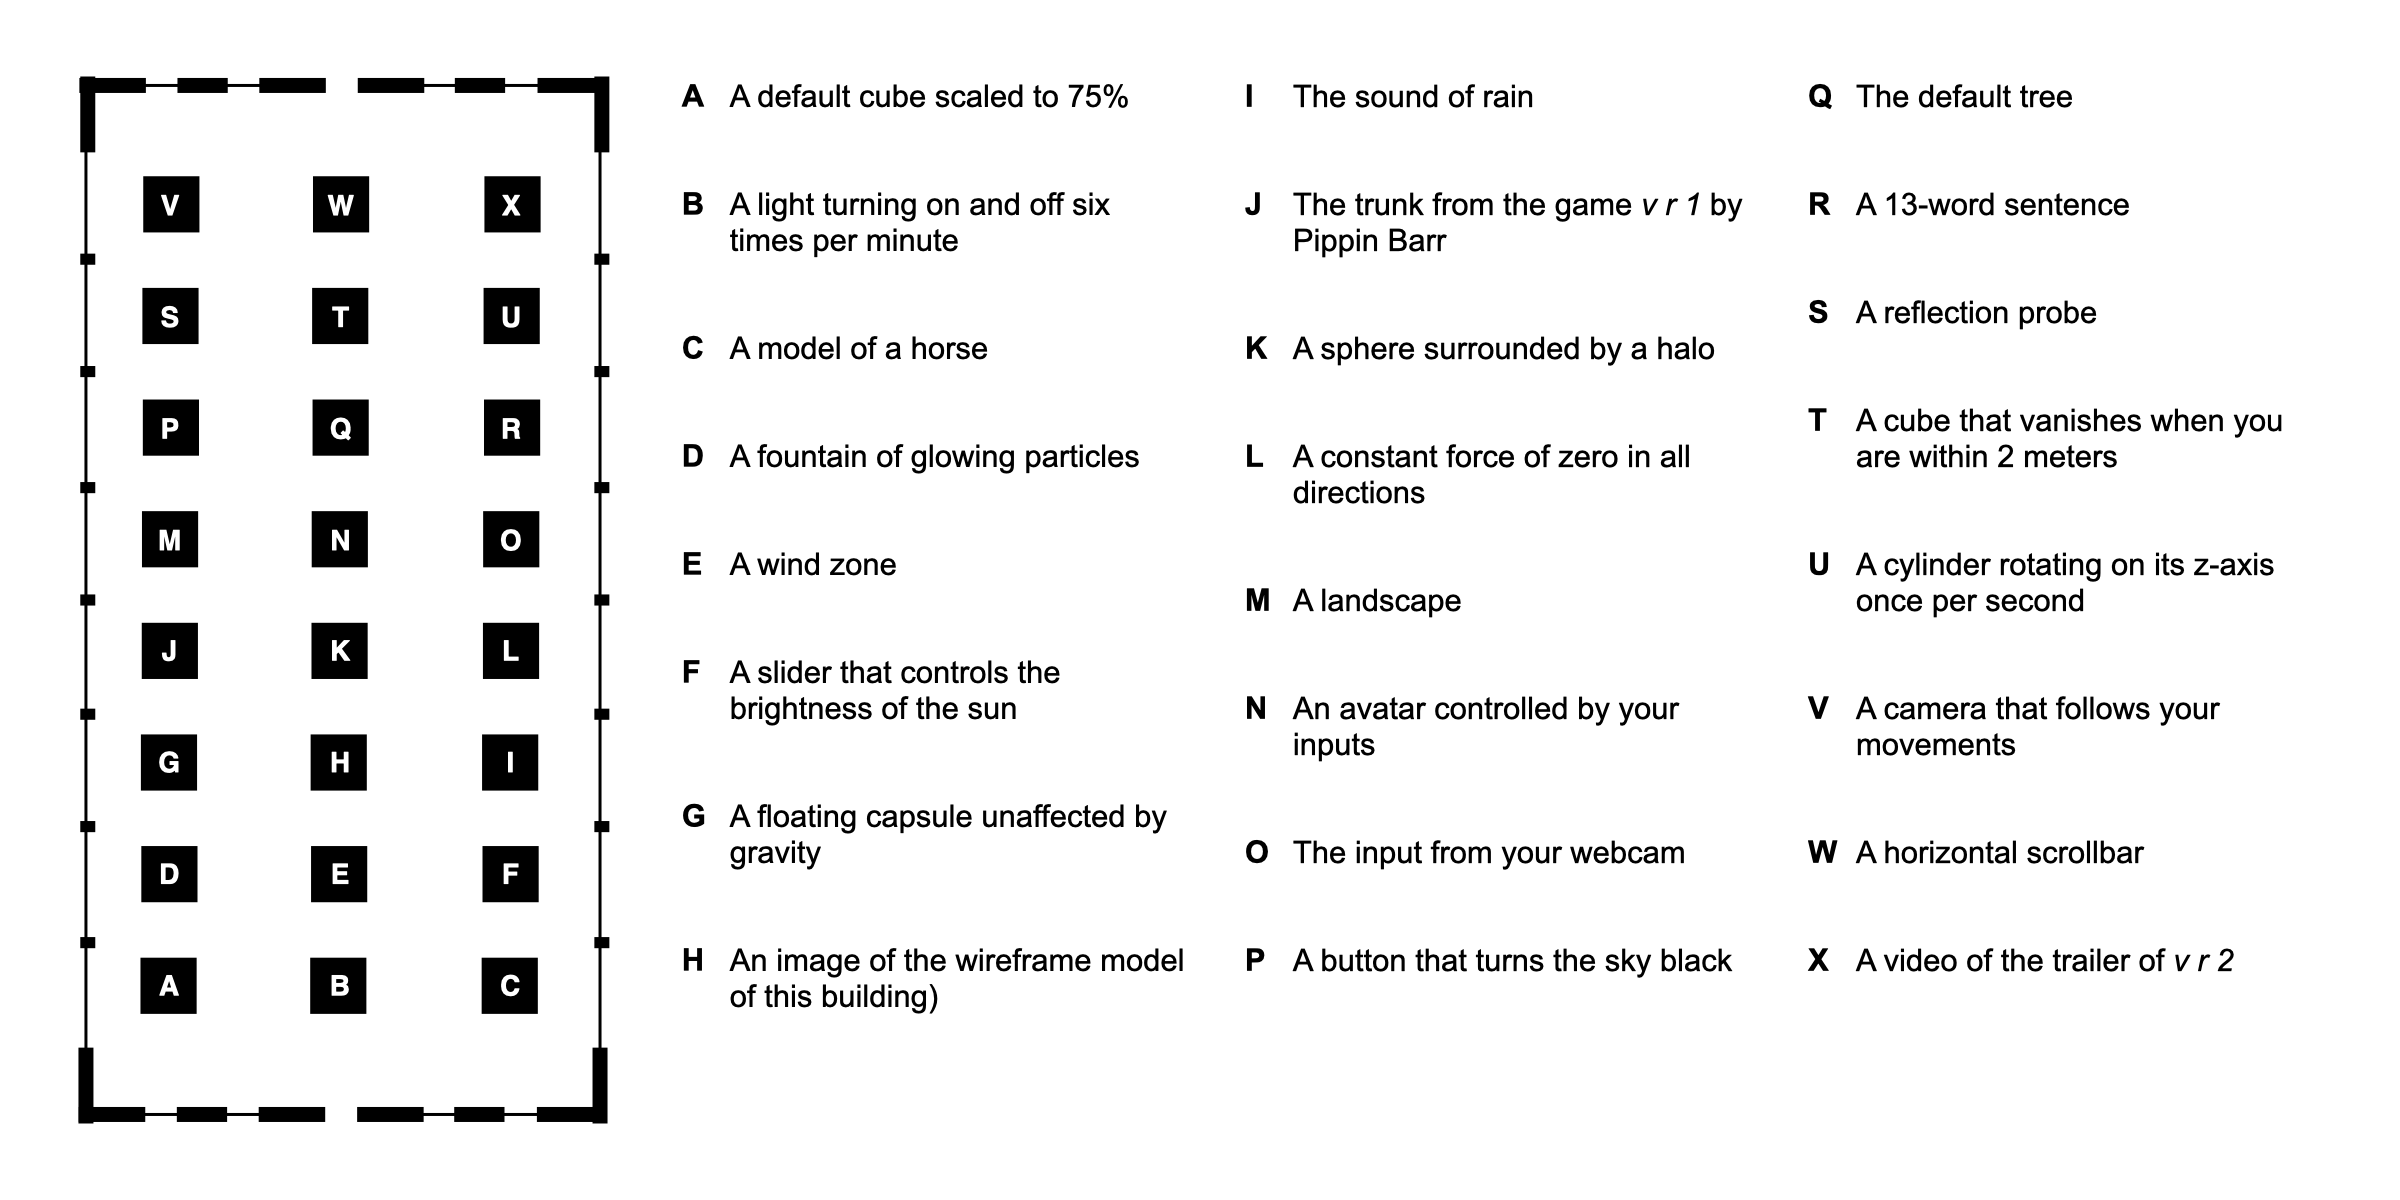 V W X
S T U
P Q R
M N O
J K L
G H I
D E F
A B C
A A default cube scaled to 75%
B A light turning on and off six
times per minute
C A model of a horse
D A fountain of glowing particles
E A wind zone
F A slider that controls the
brightness of the sun
G A floating capsule unaffected by
gravity
H An image of the wireframe model
of this building)
I The sound of rain
J The trunk from the game v r 1 by
Pippin Barr
K A sphere surrounded by a halo
L A constant force of zero in all
directions
M A landscape
N An avatar controlled by your
inputs
O The input from your webcam
P A button that turns the sky black
Q The default tree
R A 13-word sentence
S A reflection probe
T A cube that vanishes when you
are within 2 meters
U A cylinder rotating on its z-axis
once per second
V A camera that follows your
movements
W A horizontal scrollbar
X A video of the trailer of v r 2